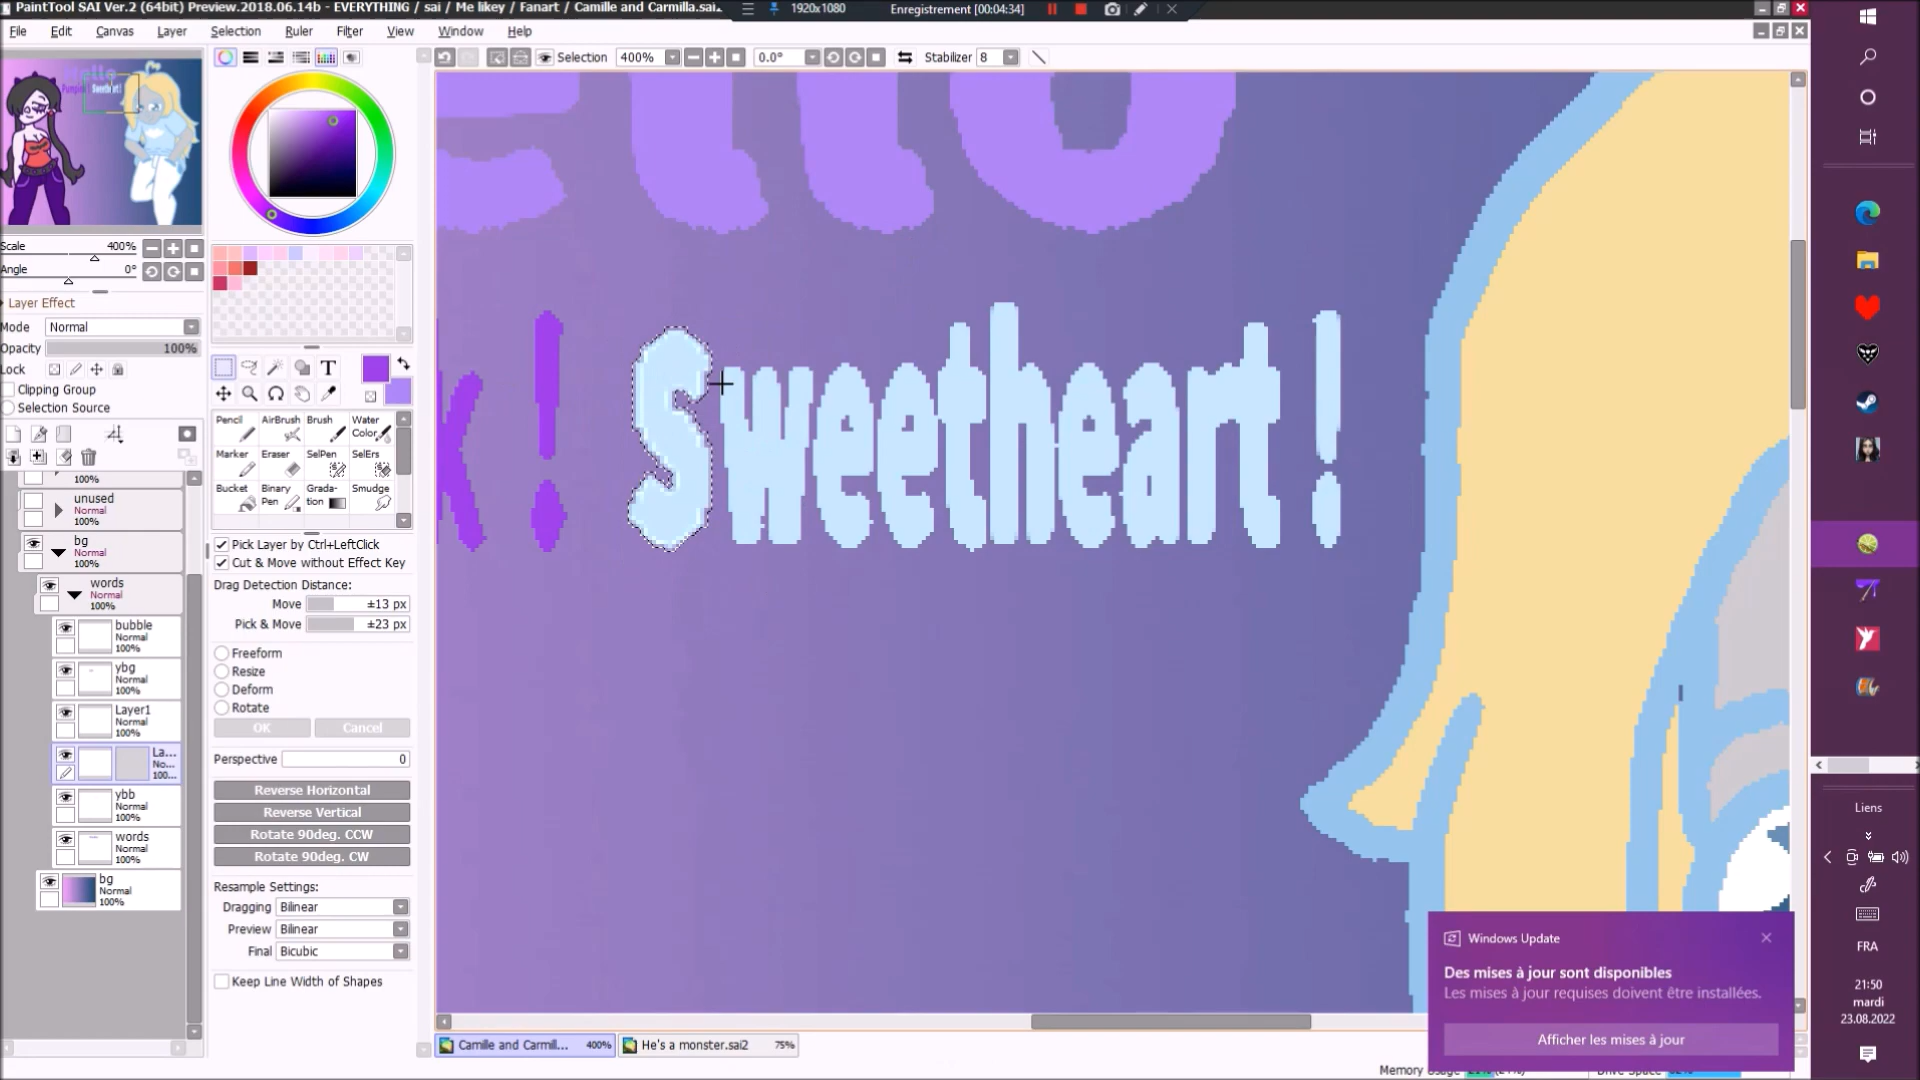 PaintTool SAI Ver.2 (64bit) Preview.2018.06.14b - EVERYTHING / sai / Me likey / Fanart / Camille and Carmilla.sai...
1920x1080
Enregistrement [00:04:34]
File Edit Canvas Layer Selection Ruler Filter View Window Help
Selection 400% 0.0° Stabilizer 8
Scale 400%
Angle 0°
Layer Effect
Mode Normal
Opacity 100%
Lock
Clipping Group
Selection Source
100%
unused
Normal
100%
bg
Normal
100%
words
Normal
100%
bubble
Normal
100%
ybg
Normal
100%
Layer1
Normal
100%
La...
No...
100...
ybb
Normal
100%
words
Normal
100%
bg
Normal
100%
T
Pencil AirBrush Brush Water Color
Marker Eraser SelPen SelErs
Bucket Binary Pen Grada-tion Smudge
Pick Layer by Ctrl+LeftClick
Cut & Move without Effect Key
Drag Detection Distance:
Move ±13 px
Pick & Move ±23 px
Freeform
Resize
Deform
Rotate
OK Cancel
Perspective 0
Reverse Horizontal
Reverse Vertical
Rotate 90deg. CCW
Rotate 90deg. CW
Resample Settings:
Dragging Bilinear
Preview Bilinear
Final Bicubic
Keep Line Width of Shapes
k! Sweetheart!
Camille and Carmill... 400% He's a monster.sai2 75%
Windows Update
Des mises à jour sont disponibles
Les mises à jour requises doivent être installées.
Afficher les mises à jour
Liens
FRA
21:50
mardi
23.08.2022